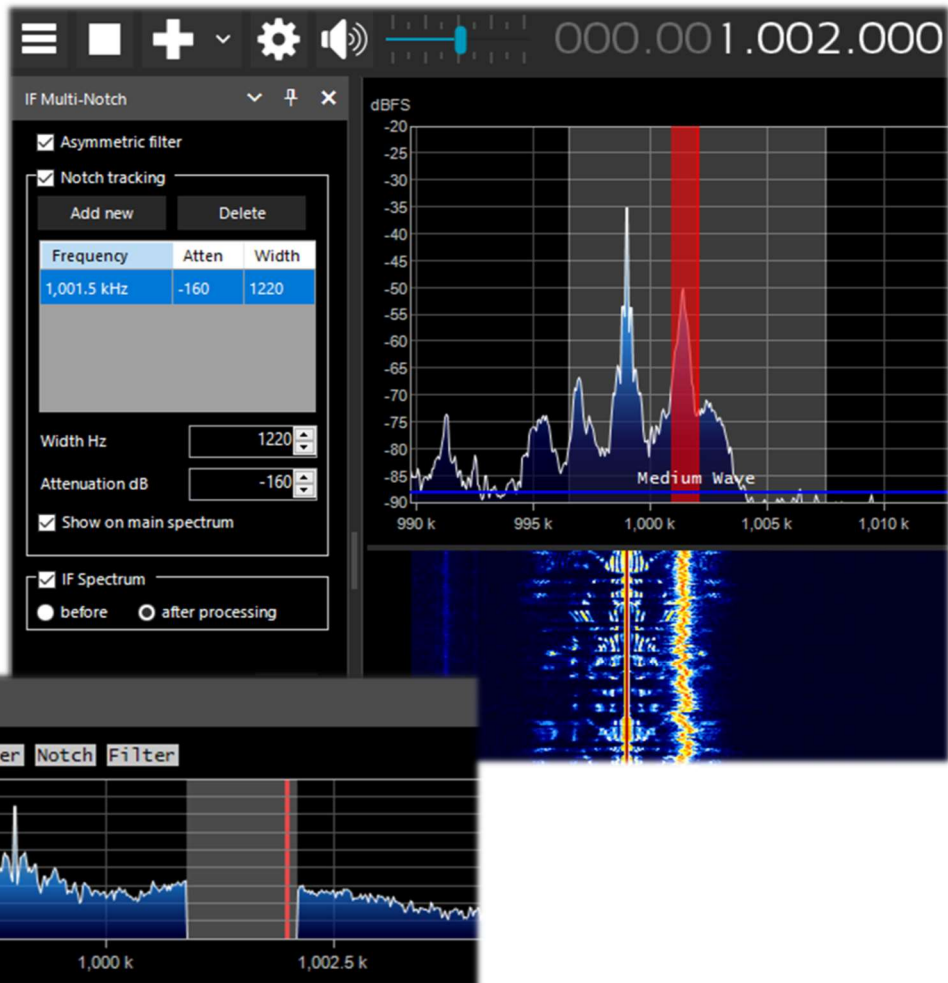 000.001.002.000
IF Multi-Notch
Asymmetric filter
Notch tracking
Add new Delete
Frequency Atten Width
1,001.5 kHz -160 1220
Width Hz 1220
Attenuation dB -160
Show on main spectrum
IF Spectrum
before after processing
dBFS
-20
-25
-30
-35
-40
-45
-50
-55
-60
-65
-70
-75
-80
-85
-90
Medium Wave
990 k 995 k 1,000 k 1,005 k 1,010 k
er Notch Filter
1,000 k 1,002.5 k